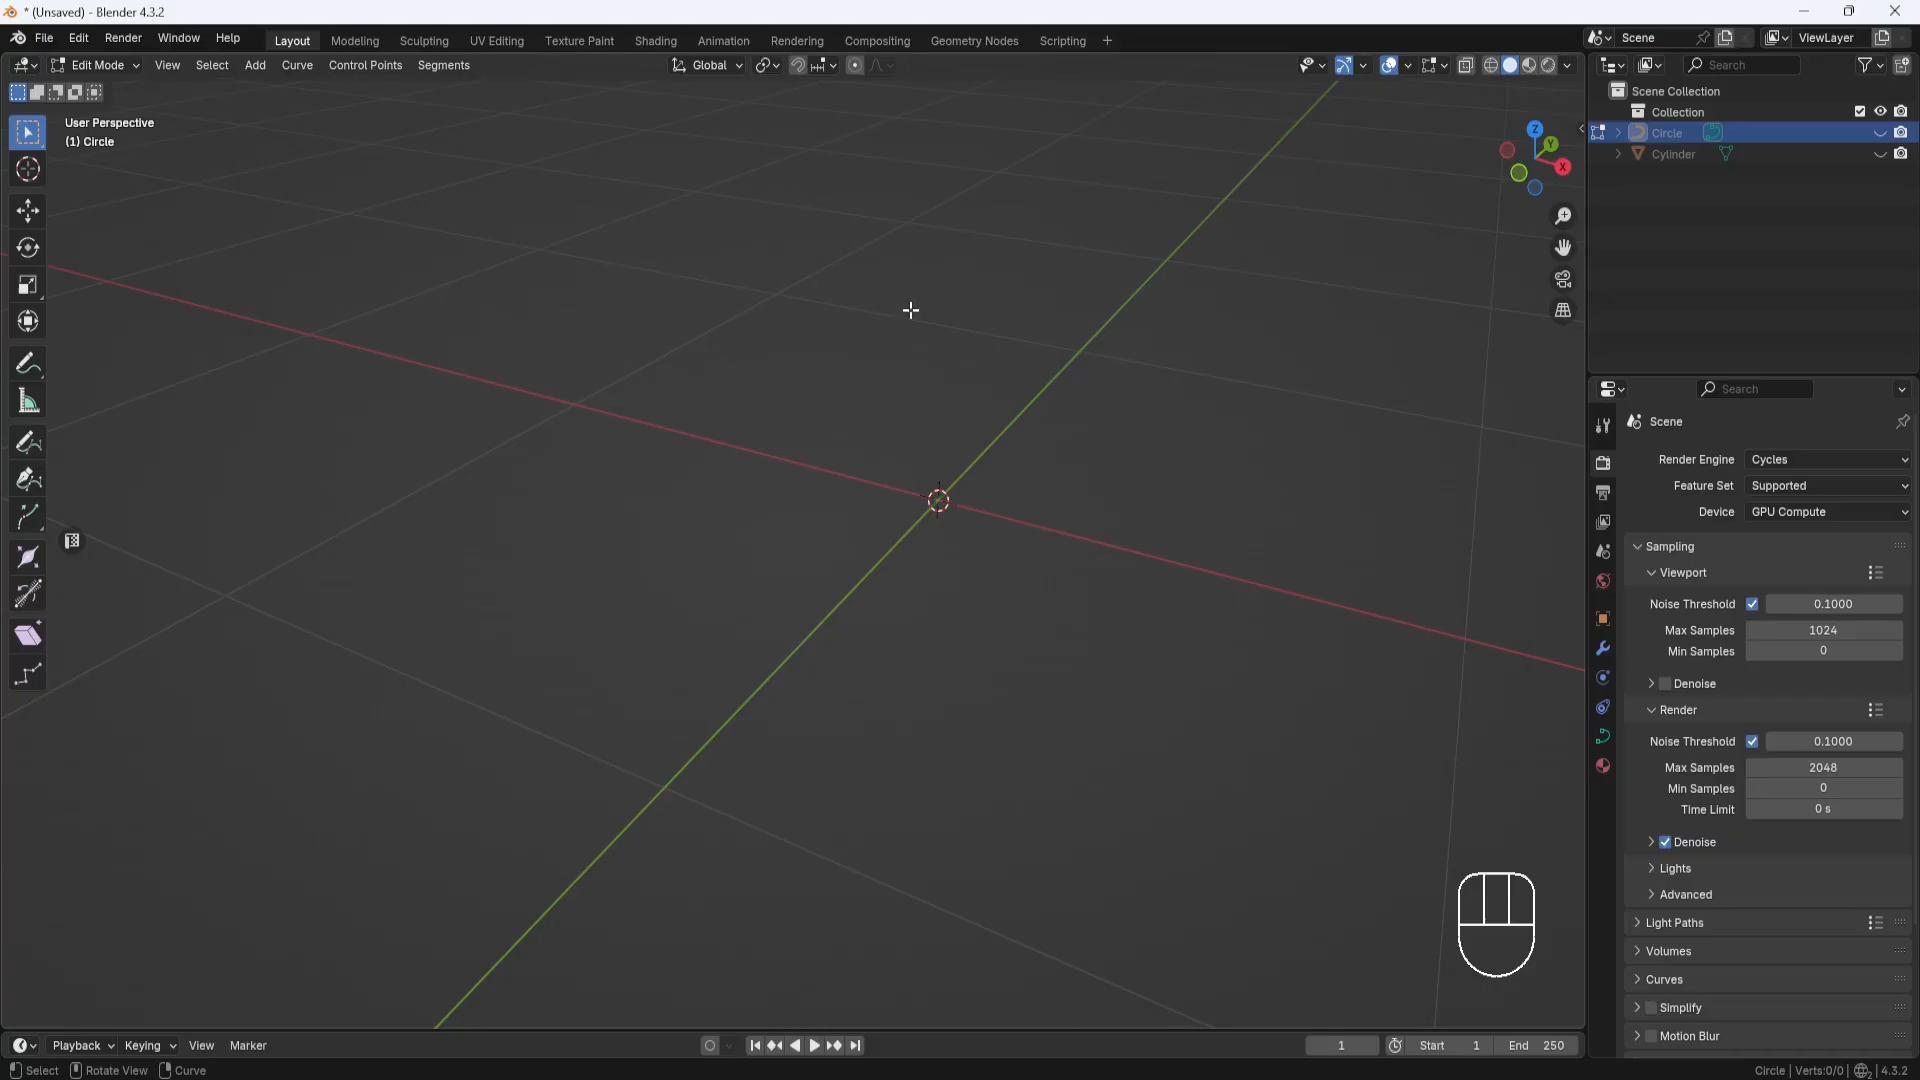 * (Unsaved) - Blender 4.3.2
File Edit Render Window Help Layout Modeling Sculpting UV Editing Texture Paint Shading Animation Rendering Compositing Geometry Nodes Scripting + Scene ViewLayer
Edit Mode View Select Add Curve Control Points Segments Global Search
User Perspective
(1) Circle
Z
Y
X
Scene Collection
Collection
Circle
Cylinder
Search
Scene
Render Engine Cycles
Feature Set Supported
Device GPU Compute
Sampling
Viewport
Noise Threshold 0.1000
Max Samples 1024
Min Samples 0
Denoise
Render
Noise Threshold 0.1000
Max Samples 2048
Min Samples 0
Time Limit 0 s
Denoise
Lights
Advanced
Light Paths
Volumes
Curves
Simplify
Motion Blur
Playback Keying View Marker 1 Start 1 End 250
Select Rotate View Curve Circle | Verts:0/0 | 4.3.2